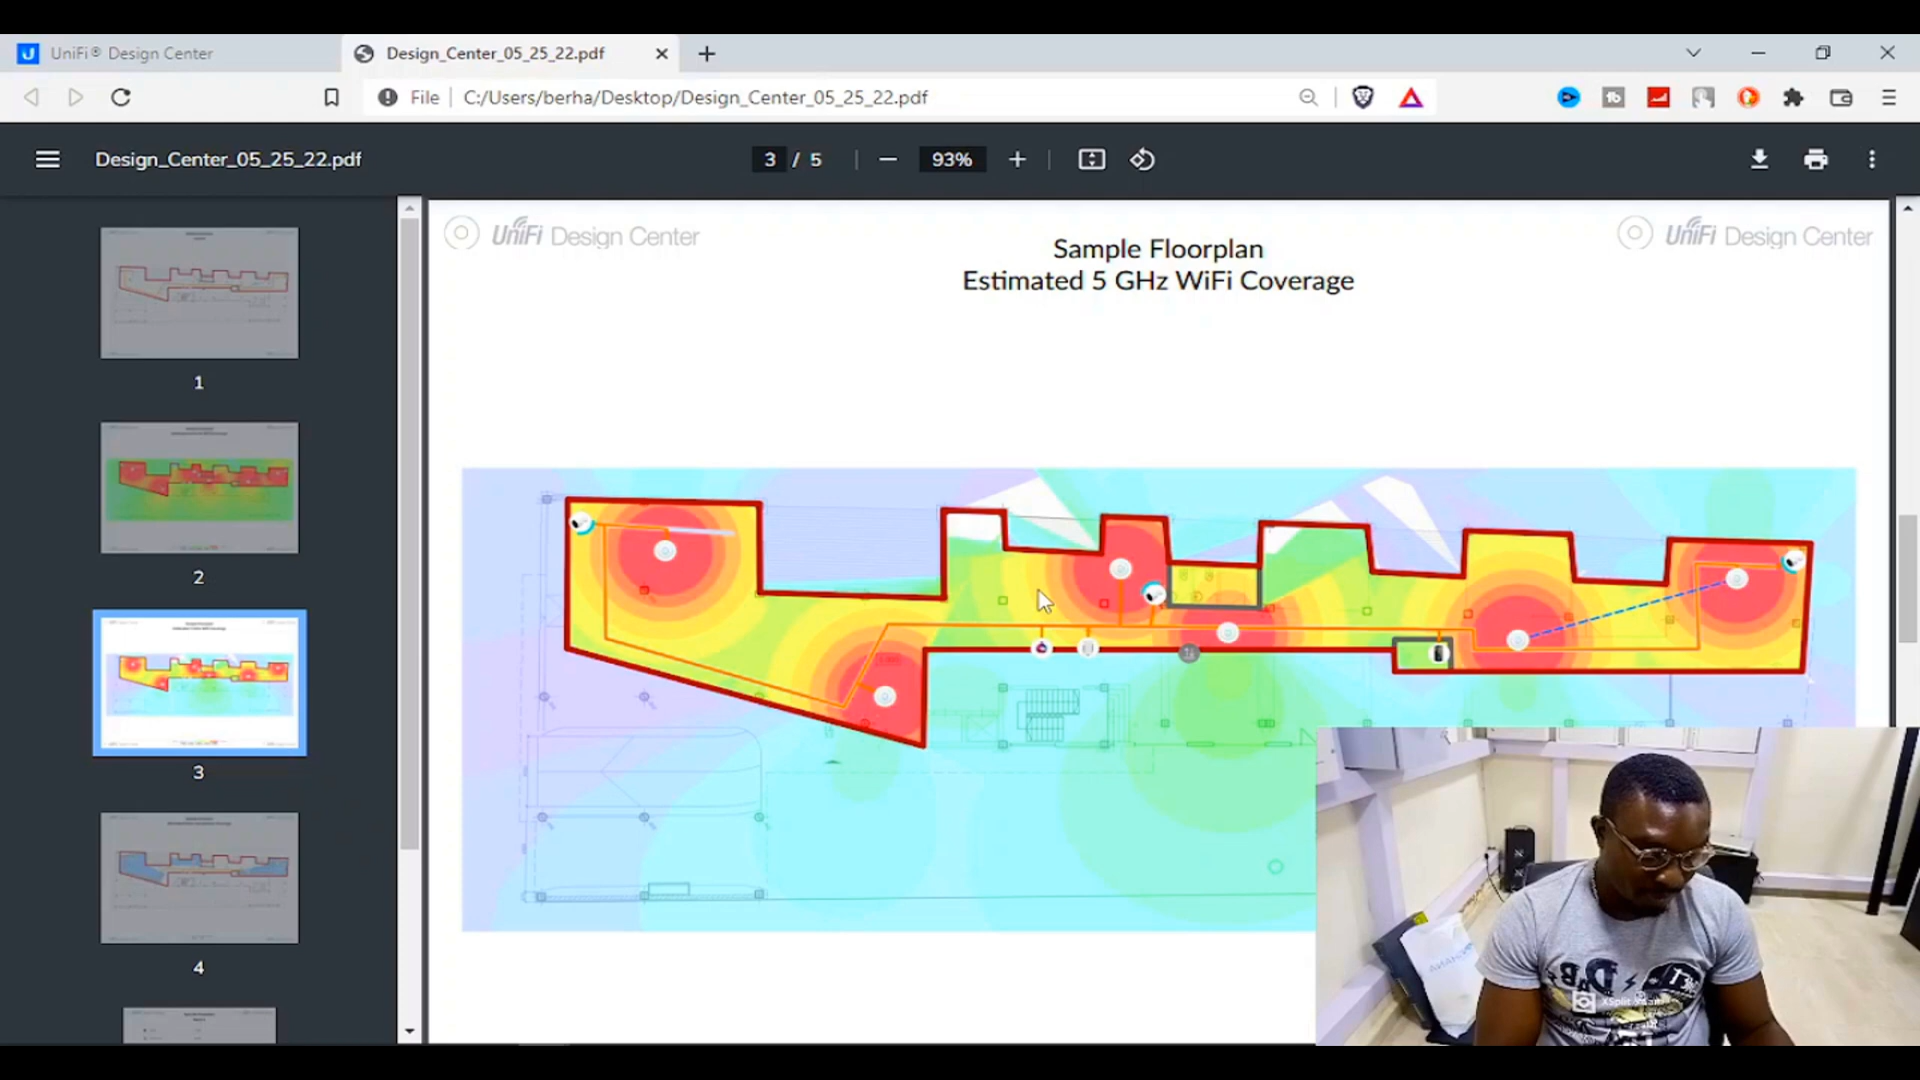 UniFi® Design Center
Design_Center_05_25_22.pdf
File
C:/Users/berha/Desktop/Design_Center_05_25_22.pdf
Design_Center_05_25_22.pdf
3 / 5
93%
UniFi Design Center
UniFi Design Center
Sample Floorplan
Estimated 5 GHz WiFi Coverage
1
2
3
4
XSplit